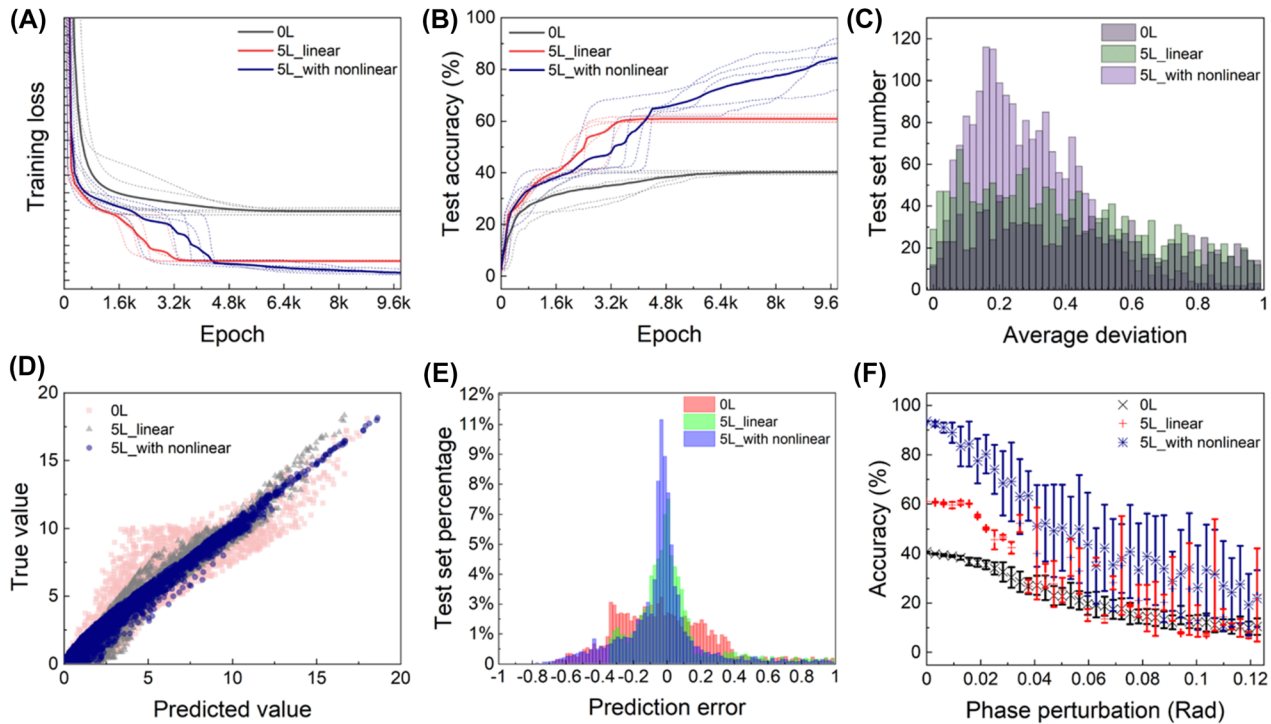 (A)
Training loss
0L
5L_linear
5L_with nonlinear
0 1.6k 3.2k 4.8k 6.4k 8k 9.6k
Epoch
(B)
Test accuracy (%)
100
80
60
40
20
0
0L
5L_linear
5L_with nonlinear
0 1.6k 3.2k 4.8k 6.4k 8k 9.6k
Epoch
(C)
Test set number
120
100
80
60
40
20
0
0L
5L_linear
5L_with nonlinear
0 0.2 0.4 0.6 0.8 1
Average deviation
(D)
True value
20
15
10
5
0
0L
5L_linear
5L_with nonlinear
0 5 10 15 20
Predicted value
(E)
Test set percentage
12%
11%
9%
8%
6%
4%
3%
1%
0
0L
5L_linear
5L_with nonlinear
-1 -0.8 -0.6 -0.4 -0.2 0 0.2 0.4 0.6 0.8 1
Prediction error
(F)
Accuracy (%)
100
80
60
40
20
0
0L
5L_linear
5L_with nonlinear
0 0.02 0.04 0.06 0.08 0.10 0.12
Phase perturbation (Rad)